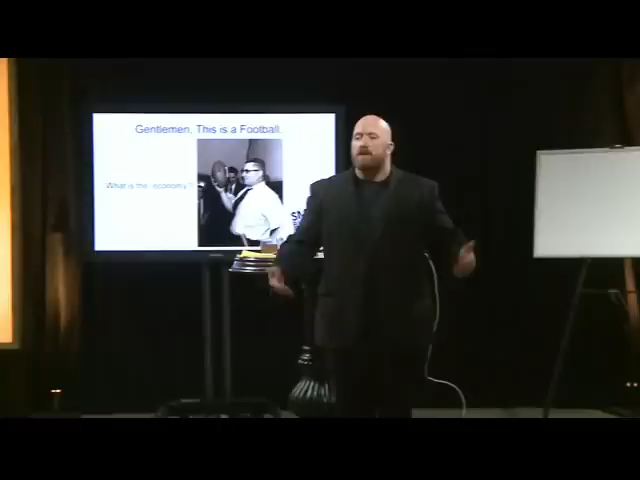 Gentlemen, This is a Football...
What is the "economy"?